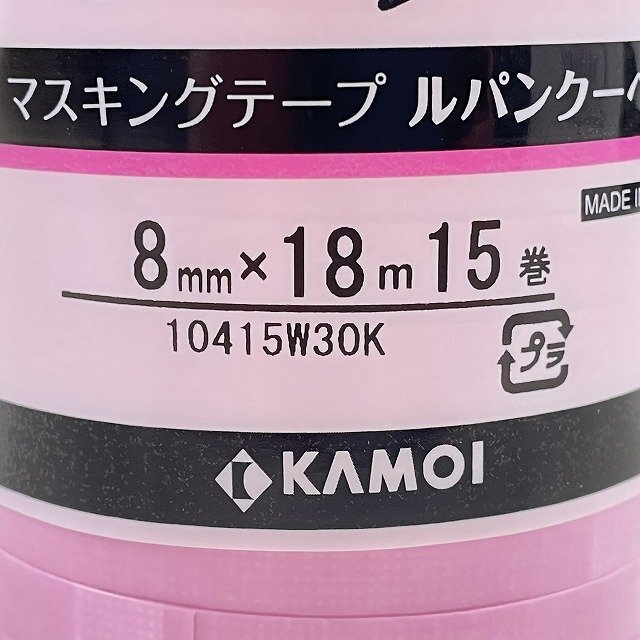 マスキングテープ ルパンクー
MADE
8mm×18m 15巻
10415W30K
プラ
KAMOI